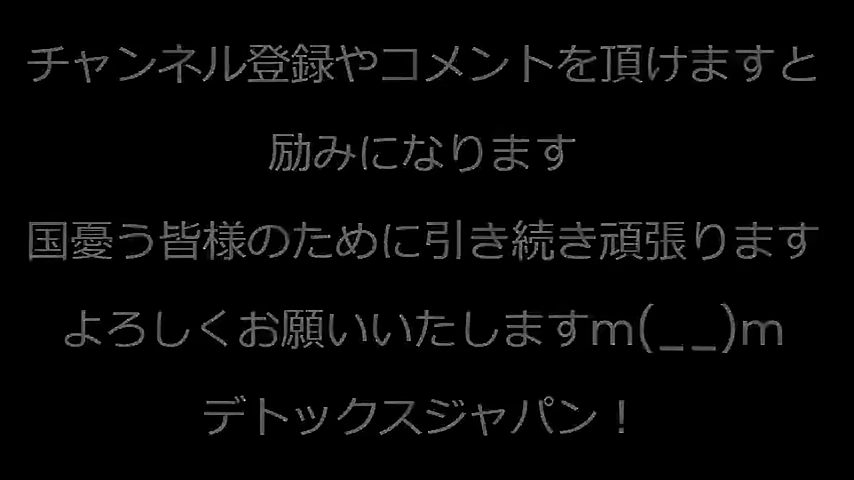 チャンネル登録やコメントを頂けますと
励みになります
国憂う皆様のために引き続き頑張ります
よろしくお願いいたしますm(__)m
デトックスジャパン！